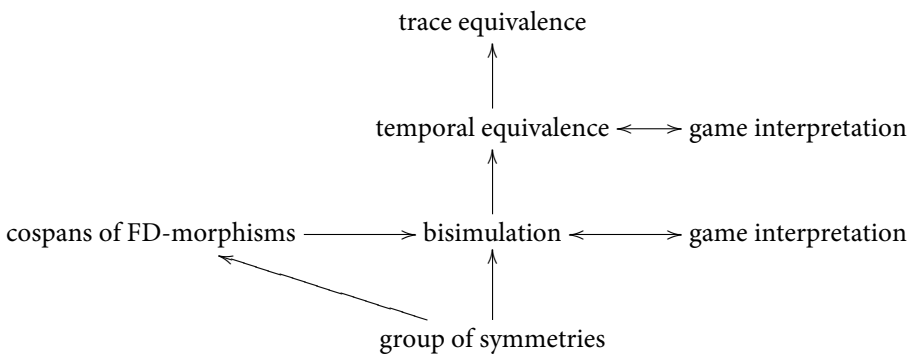 trace equivalence
temporal equivalence game interpretation
cospans of FD-morphisms bisimulation game interpretation
group of symmetries